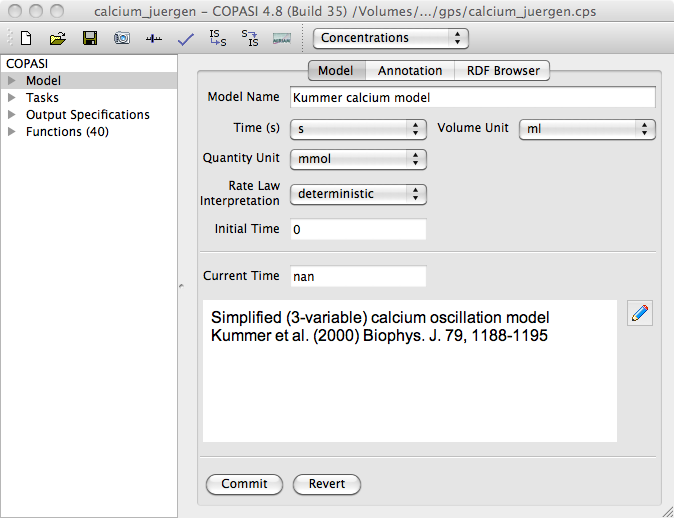 calcium_juergen – COPASI 4.8 (Build 35) /Volumes/.../gps/calcium_juergen.cps
IS
S
S
IS
MIRIAM
Concentrations
COPASI
Model
Tasks
Output Specifications
Functions (40)
Model Annotation RDF Browser
Model Name Kummer calcium model
Time (s) s Volume Unit ml
Quantity Unit mmol
Rate Law
Interpretation deterministic
Initial Time 0
Current Time nan
Simplified (3-variable) calcium oscillation model
Kummer et al. (2000) Biophys. J. 79, 1188-1195
Commit Revert